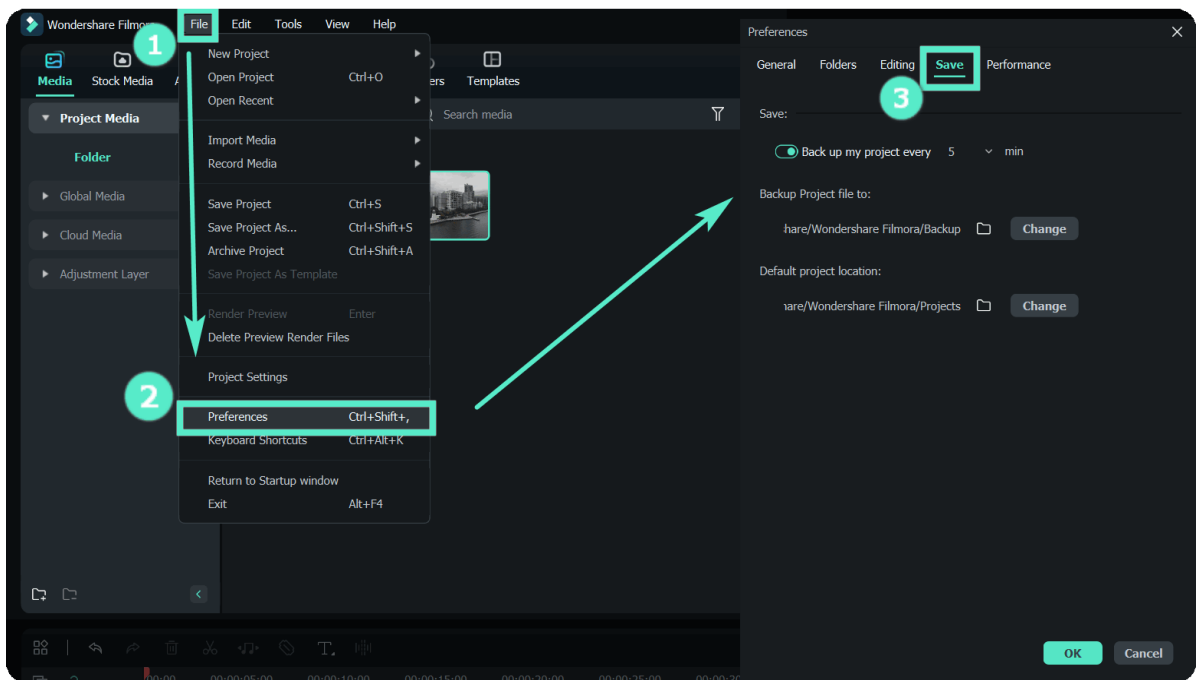 Wondershare Filmora
File Edit Tools View Help
1
Media Stock Media
Templates
Project Media
Folder
Global Media
Cloud Media
Adjustment Layer
New Project
Open Project Ctrl+O
Open Recent
Import Media
Record Media
Save Project Ctrl+S
Save Project As... Ctrl+Shift+S
Archive Project Ctrl+Shift+A
Save Project As Template
Render Preview Enter
Delete Preview Render Files
Project Settings
2
Preferences Ctrl+Shift+,
Keyboard Shortcuts Ctrl+Alt+K
Return to Startup window
Exit Alt+F4
Search media
Preferences
General Folders Editing Save Performance
3
Save:
Back up my project every 5 min
Backup Project file to:
hare/Wondershare Filmora/Backup Change
Default project location:
hare/Wondershare Filmora/Projects Change
OK Cancel